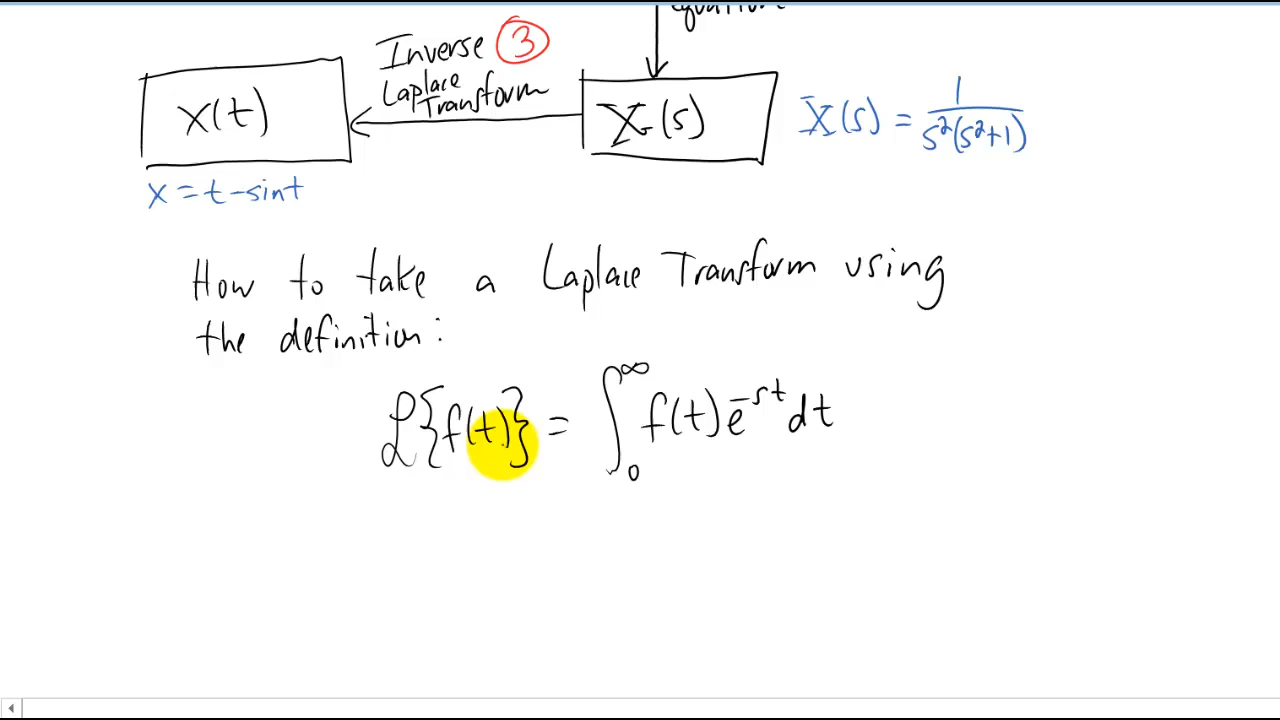 equation
Inverse 3
Laplace
Transform
x(t)
X(s)
X(s) = 1/(s²(s²+1))
x = t - sint
How to take a Laplace Transform using
the definition:
ℒ{f(t)} = ∫₀^∞ f(t) e^(-st) dt